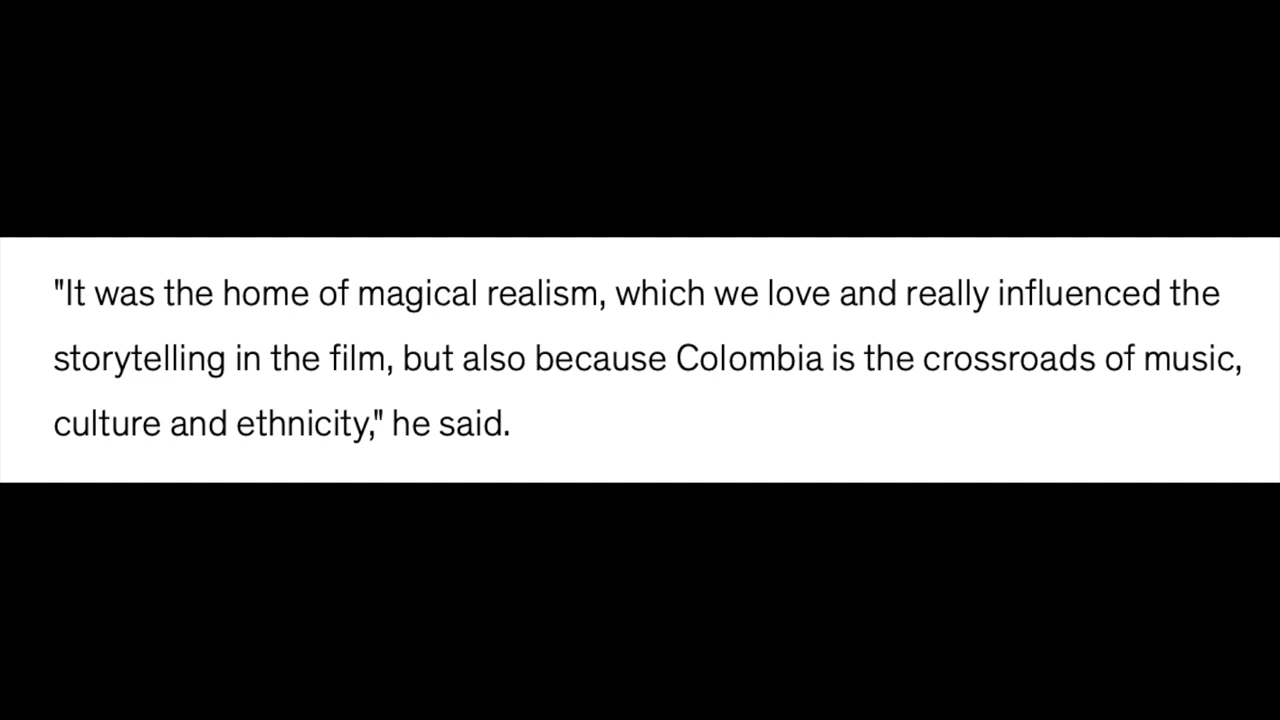 "It was the home of magical realism, which we love and really influenced the
storytelling in the film, but also because Colombia is the crossroads of music,
culture and ethnicity," he said.